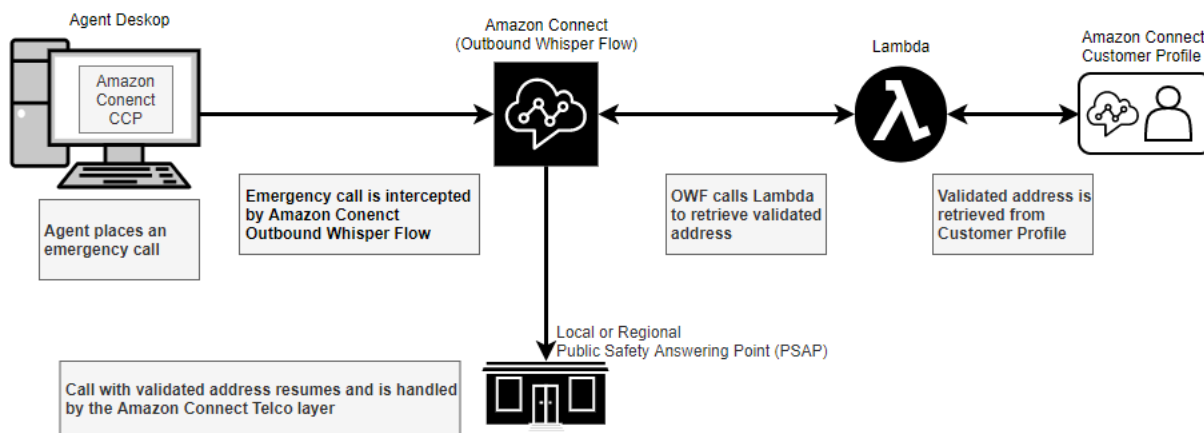 Agent Deskop
Amazon Connect
(Outbound Whisper Flow)
Lambda
Amazon Connect
Customer Profile
Amazon
Conenct
CCP
Agent places an
emergency call
Emergency call is intercepted
by Amazon Conenct
Outbound Whisper Flow
OWF calls Lambda
to retrieve validated
address
Validated address is
retrieved from
Customer Profile
Local or Regional
Public Safety Answering Point (PSAP)
Call with validated address resumes and is handled
by the Amazon Connect Telco layer